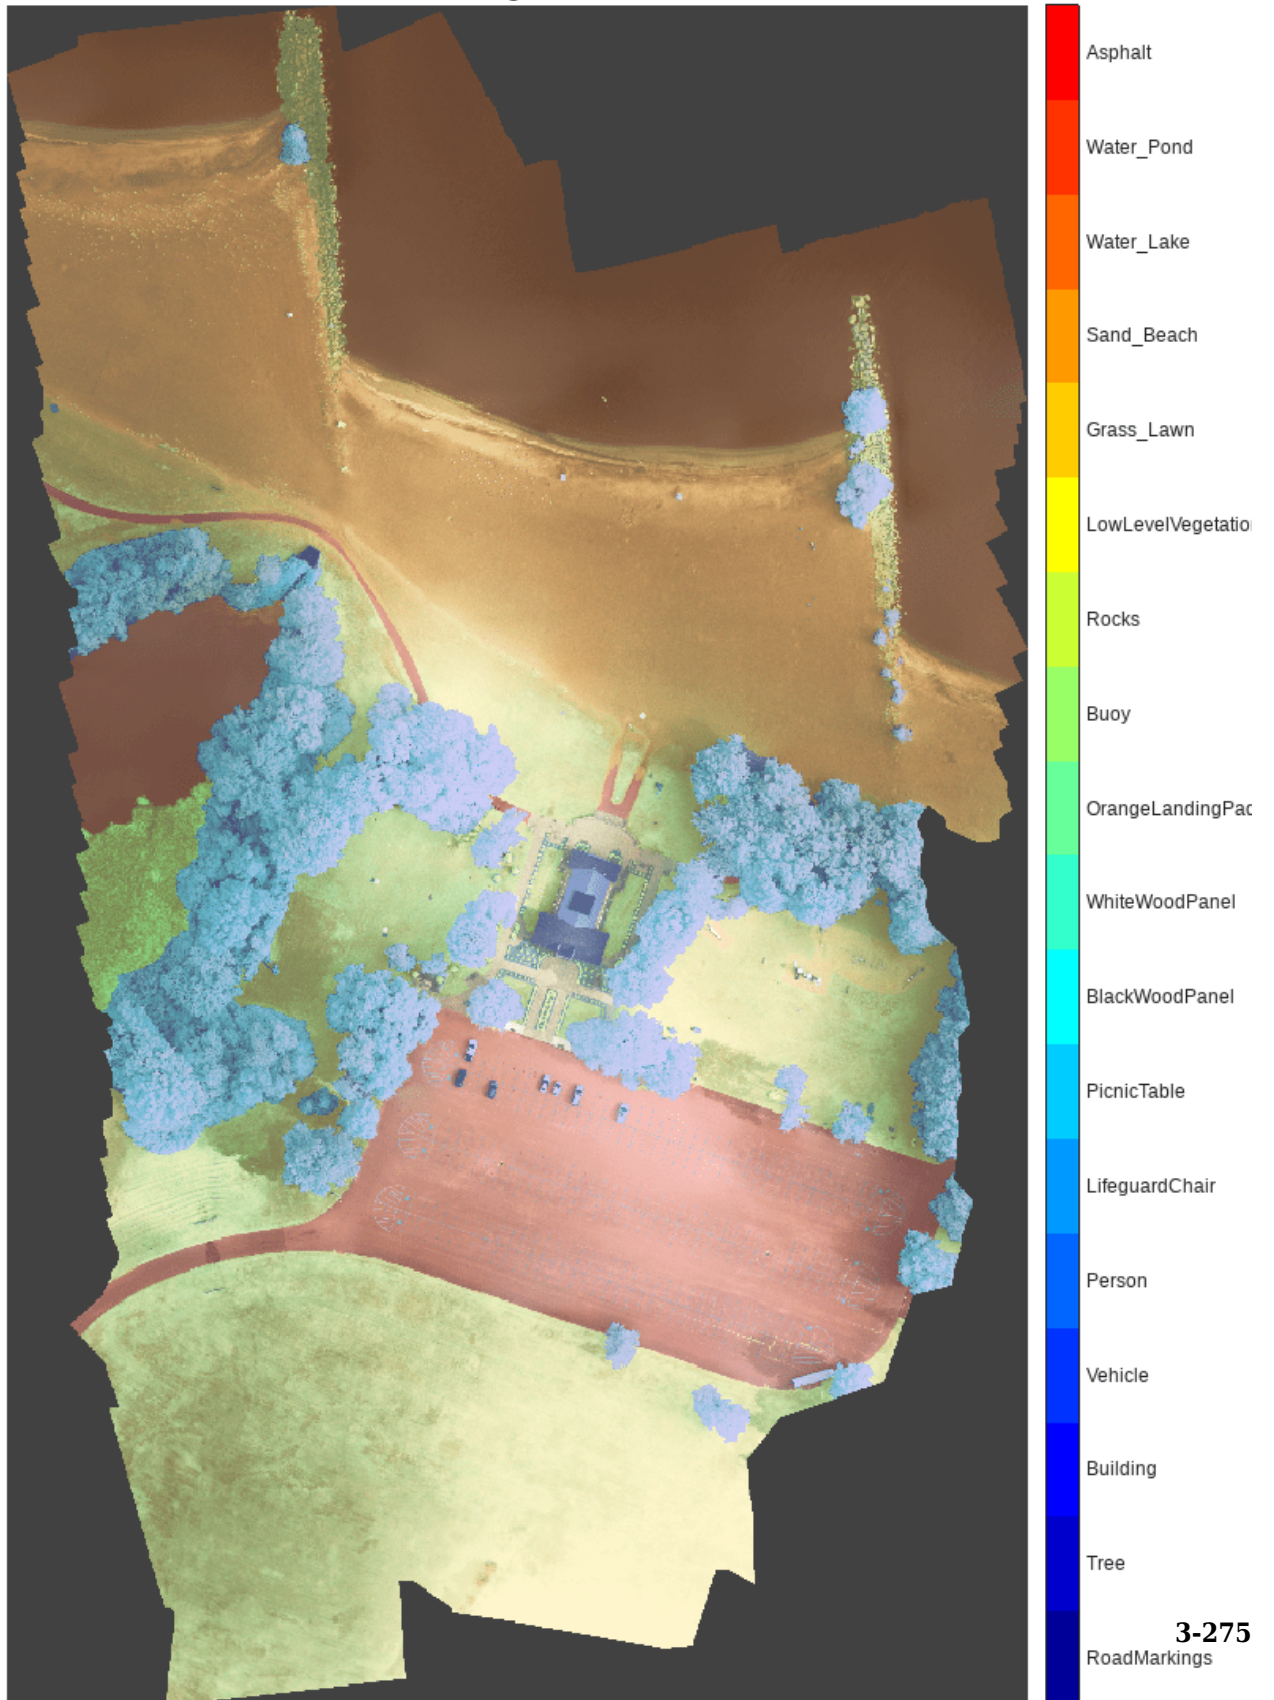 Asphalt
Water_Pond
Water_Lake
Sand_Beach
Grass_Lawn
LowLevelVegetatio
Rocks
Buoy
OrangeLandingPad
WhiteWoodPanel
BlackWoodPanel
PicnicTable
LifeguardChair
Person
Vehicle
Building
Tree
3-275
RoadMarkings